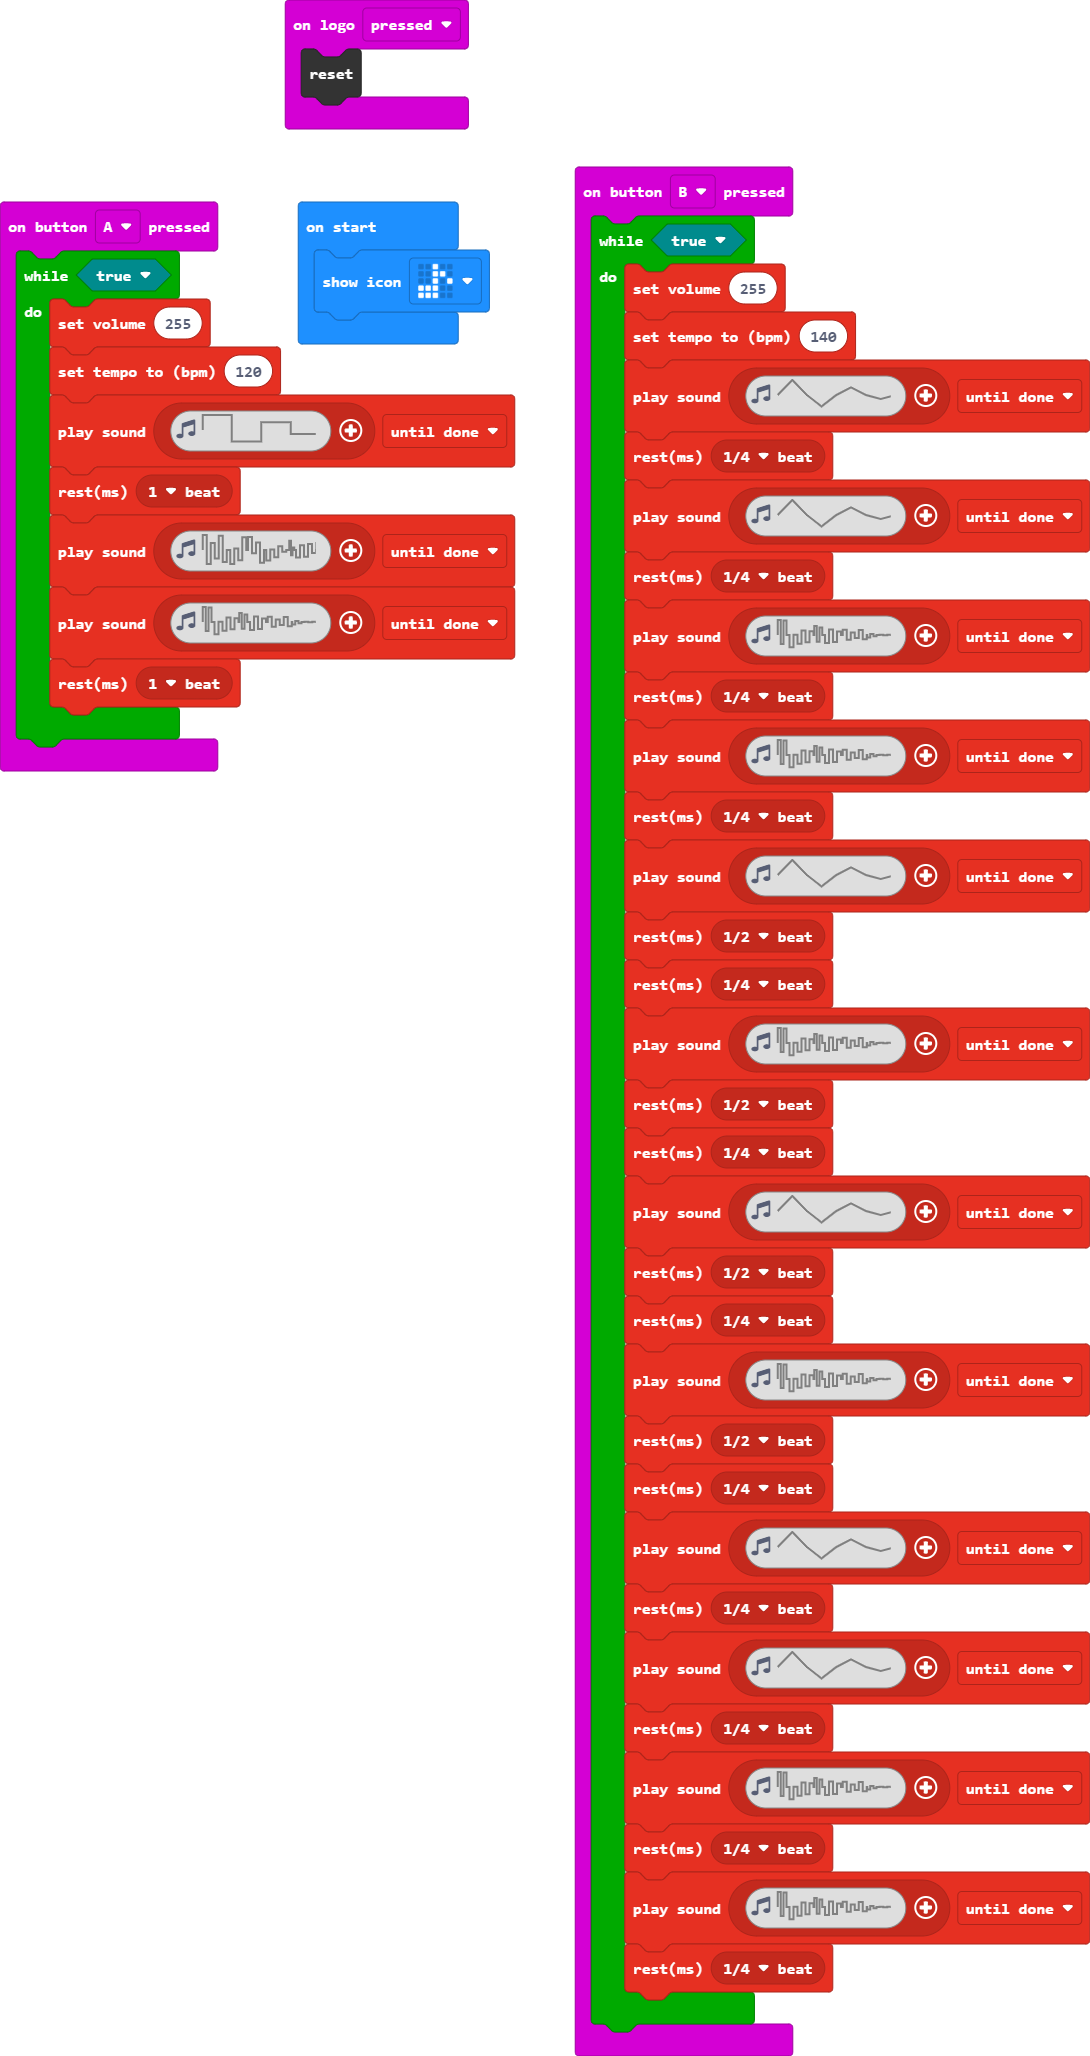 on logo pressed
reset
on button A pressed
while true
do
set volume 255
set tempo to (bpm) 120
play sound until done
rest(ms) 1 beat
play sound until done
play sound until done
rest(ms) 1 beat
on start
show icon
on button B pressed
while true
do
set volume 255
set tempo to (bpm) 140
play sound until done
rest(ms) 1/4 beat
play sound until done
rest(ms) 1/4 beat
play sound until done
rest(ms) 1/4 beat
play sound until done
rest(ms) 1/4 beat
play sound until done
rest(ms) 1/2 beat
rest(ms) 1/4 beat
play sound until done
rest(ms) 1/2 beat
rest(ms) 1/4 beat
play sound until done
rest(ms) 1/2 beat
rest(ms) 1/4 beat
play sound until done
rest(ms) 1/2 beat
rest(ms) 1/4 beat
play sound until done
rest(ms) 1/4 beat
play sound until done
rest(ms) 1/4 beat
play sound until done
rest(ms) 1/4 beat
play sound until done
rest(ms) 1/4 beat